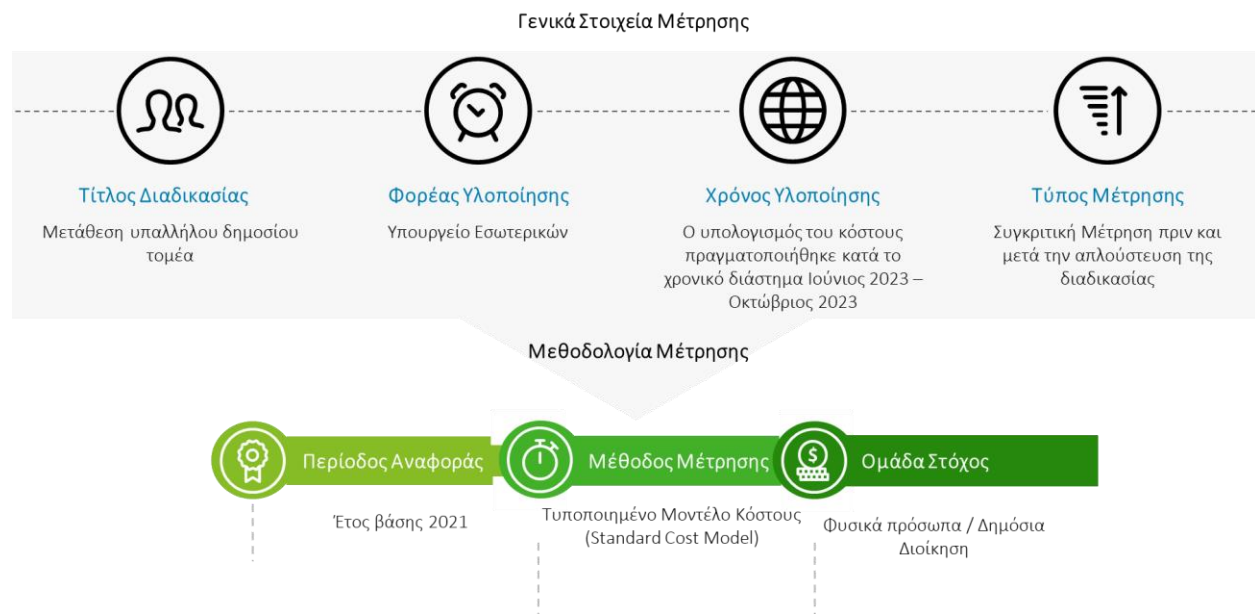 Γενικά Στοιχεία Μέτρησης
Τίτλος Διαδικασίας
Μετάθεση υπαλλήλου δημοσίου
τομέα
Φορέας Υλοποίησης
Υπουργείο Εσωτερικών
Χρόνος Υλοποίησης
Ο υπολογισμός του κόστους
πραγματοποιήθηκε κατά το
χρονικό διάστημα Ιούνιος 2023 –
Οκτώβριος 2023
Τύπος Μέτρησης
Συγκριτική Μέτρηση πριν και
μετά την απλούστευση της
διαδικασίας
Μεθοδολογία Μέτρησης
Περίοδος Αναφοράς
Έτος βάσης 2021
Μέθοδος Μέτρησης
Τυποποιημένο Μοντέλο Κόστους
(Standard Cost Model)
$
Ομάδα Στόχος
Φυσικά πρόσωπα / Δημόσια
Διοίκηση